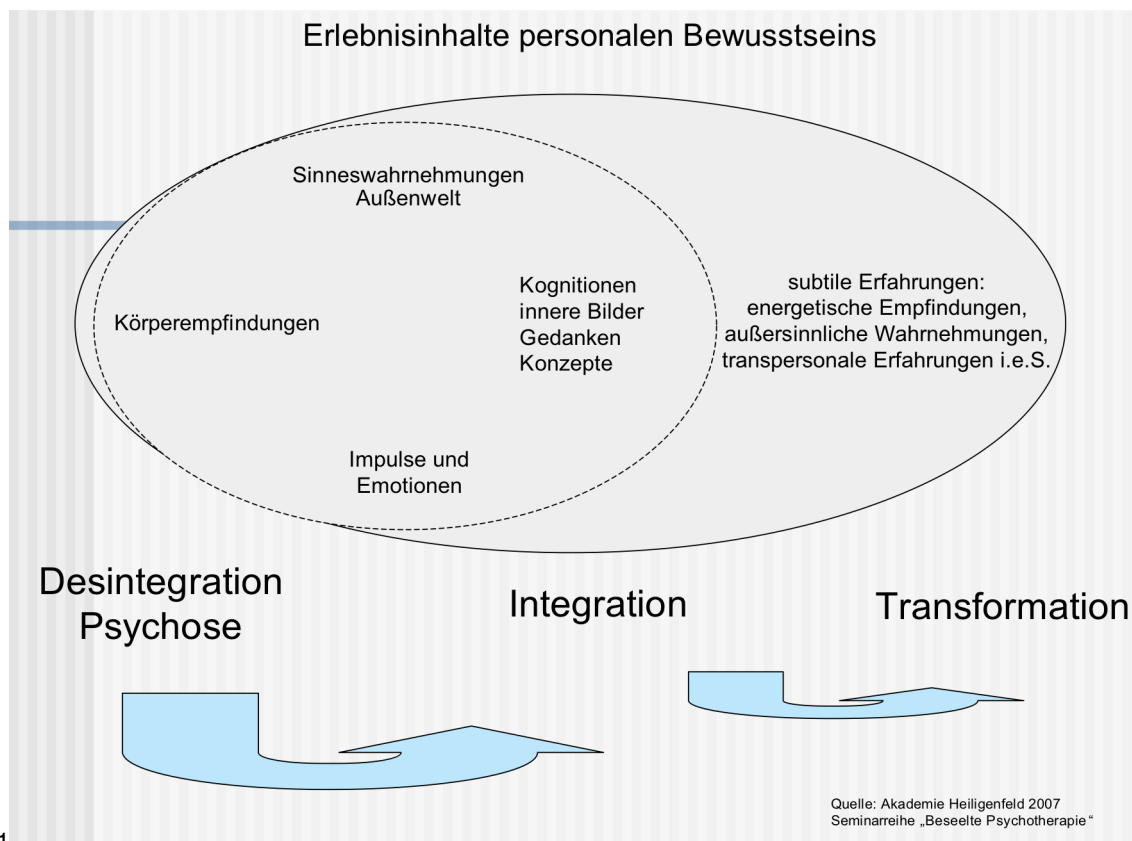 Erlebnisinhalte personalen Bewusstseins
Sinneswahrnehmungen
Außenwelt
Körperempfindungen
Kognitionen
innere Bilder
Gedanken
Konzepte
subtile Erfahrungen:
energetische Empfindungen,
außersinnliche Wahrnehmungen,
transpersonale Erfahrungen i.e.S.
Impulse und
Emotionen
Desintegration
Psychose
Integration
Transformation
Quelle: Akademie Heiligenfeld 2007
Seminarreihe „Beseelte Psychotherapie“
1